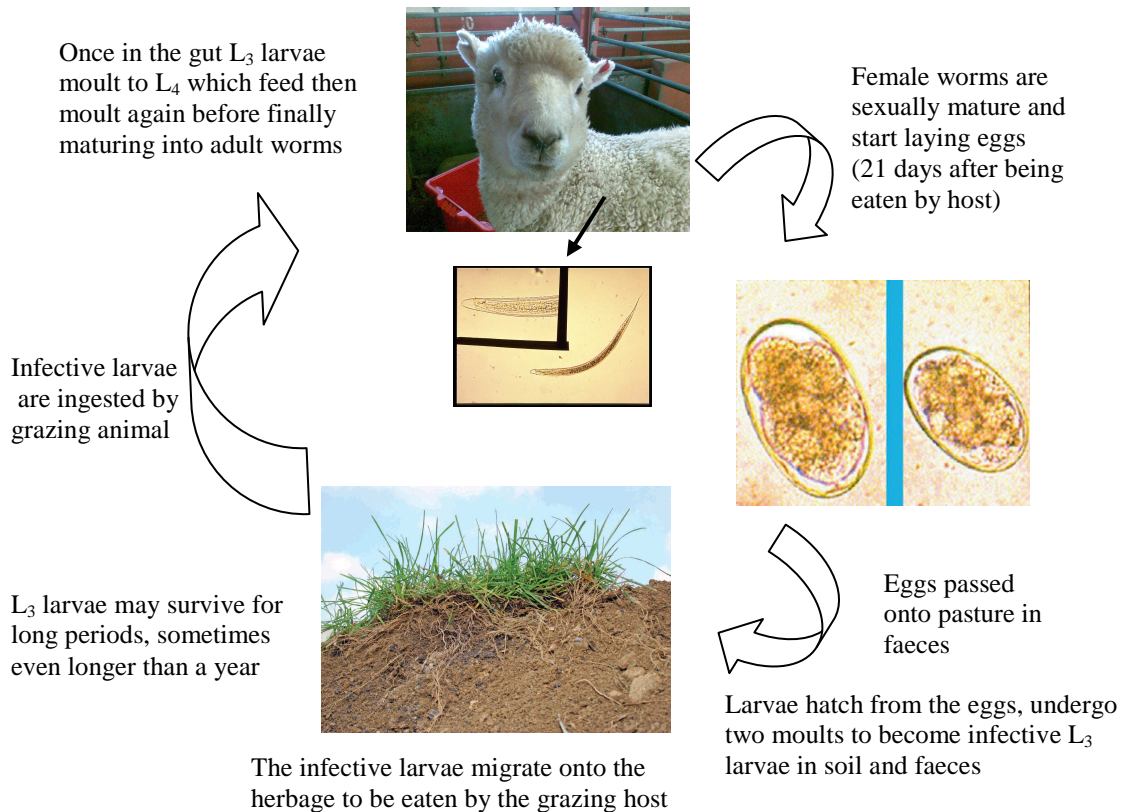 Once in the gut L₃ larvae
moult to L₄ which feed then
moult again before finally
maturing into adult worms
Female worms are
sexually mature and
start laying eggs
(21 days after being
eaten by host)
Infective larvae
are ingested by
grazing animal
L₃ larvae may survive for
long periods, sometimes
even longer than a year
Eggs passed
onto pasture in
faeces
Larvae hatch from the eggs, undergo
two moults to become infective L₃
larvae in soil and faeces
The infective larvae migrate onto the
herbage to be eaten by the grazing host